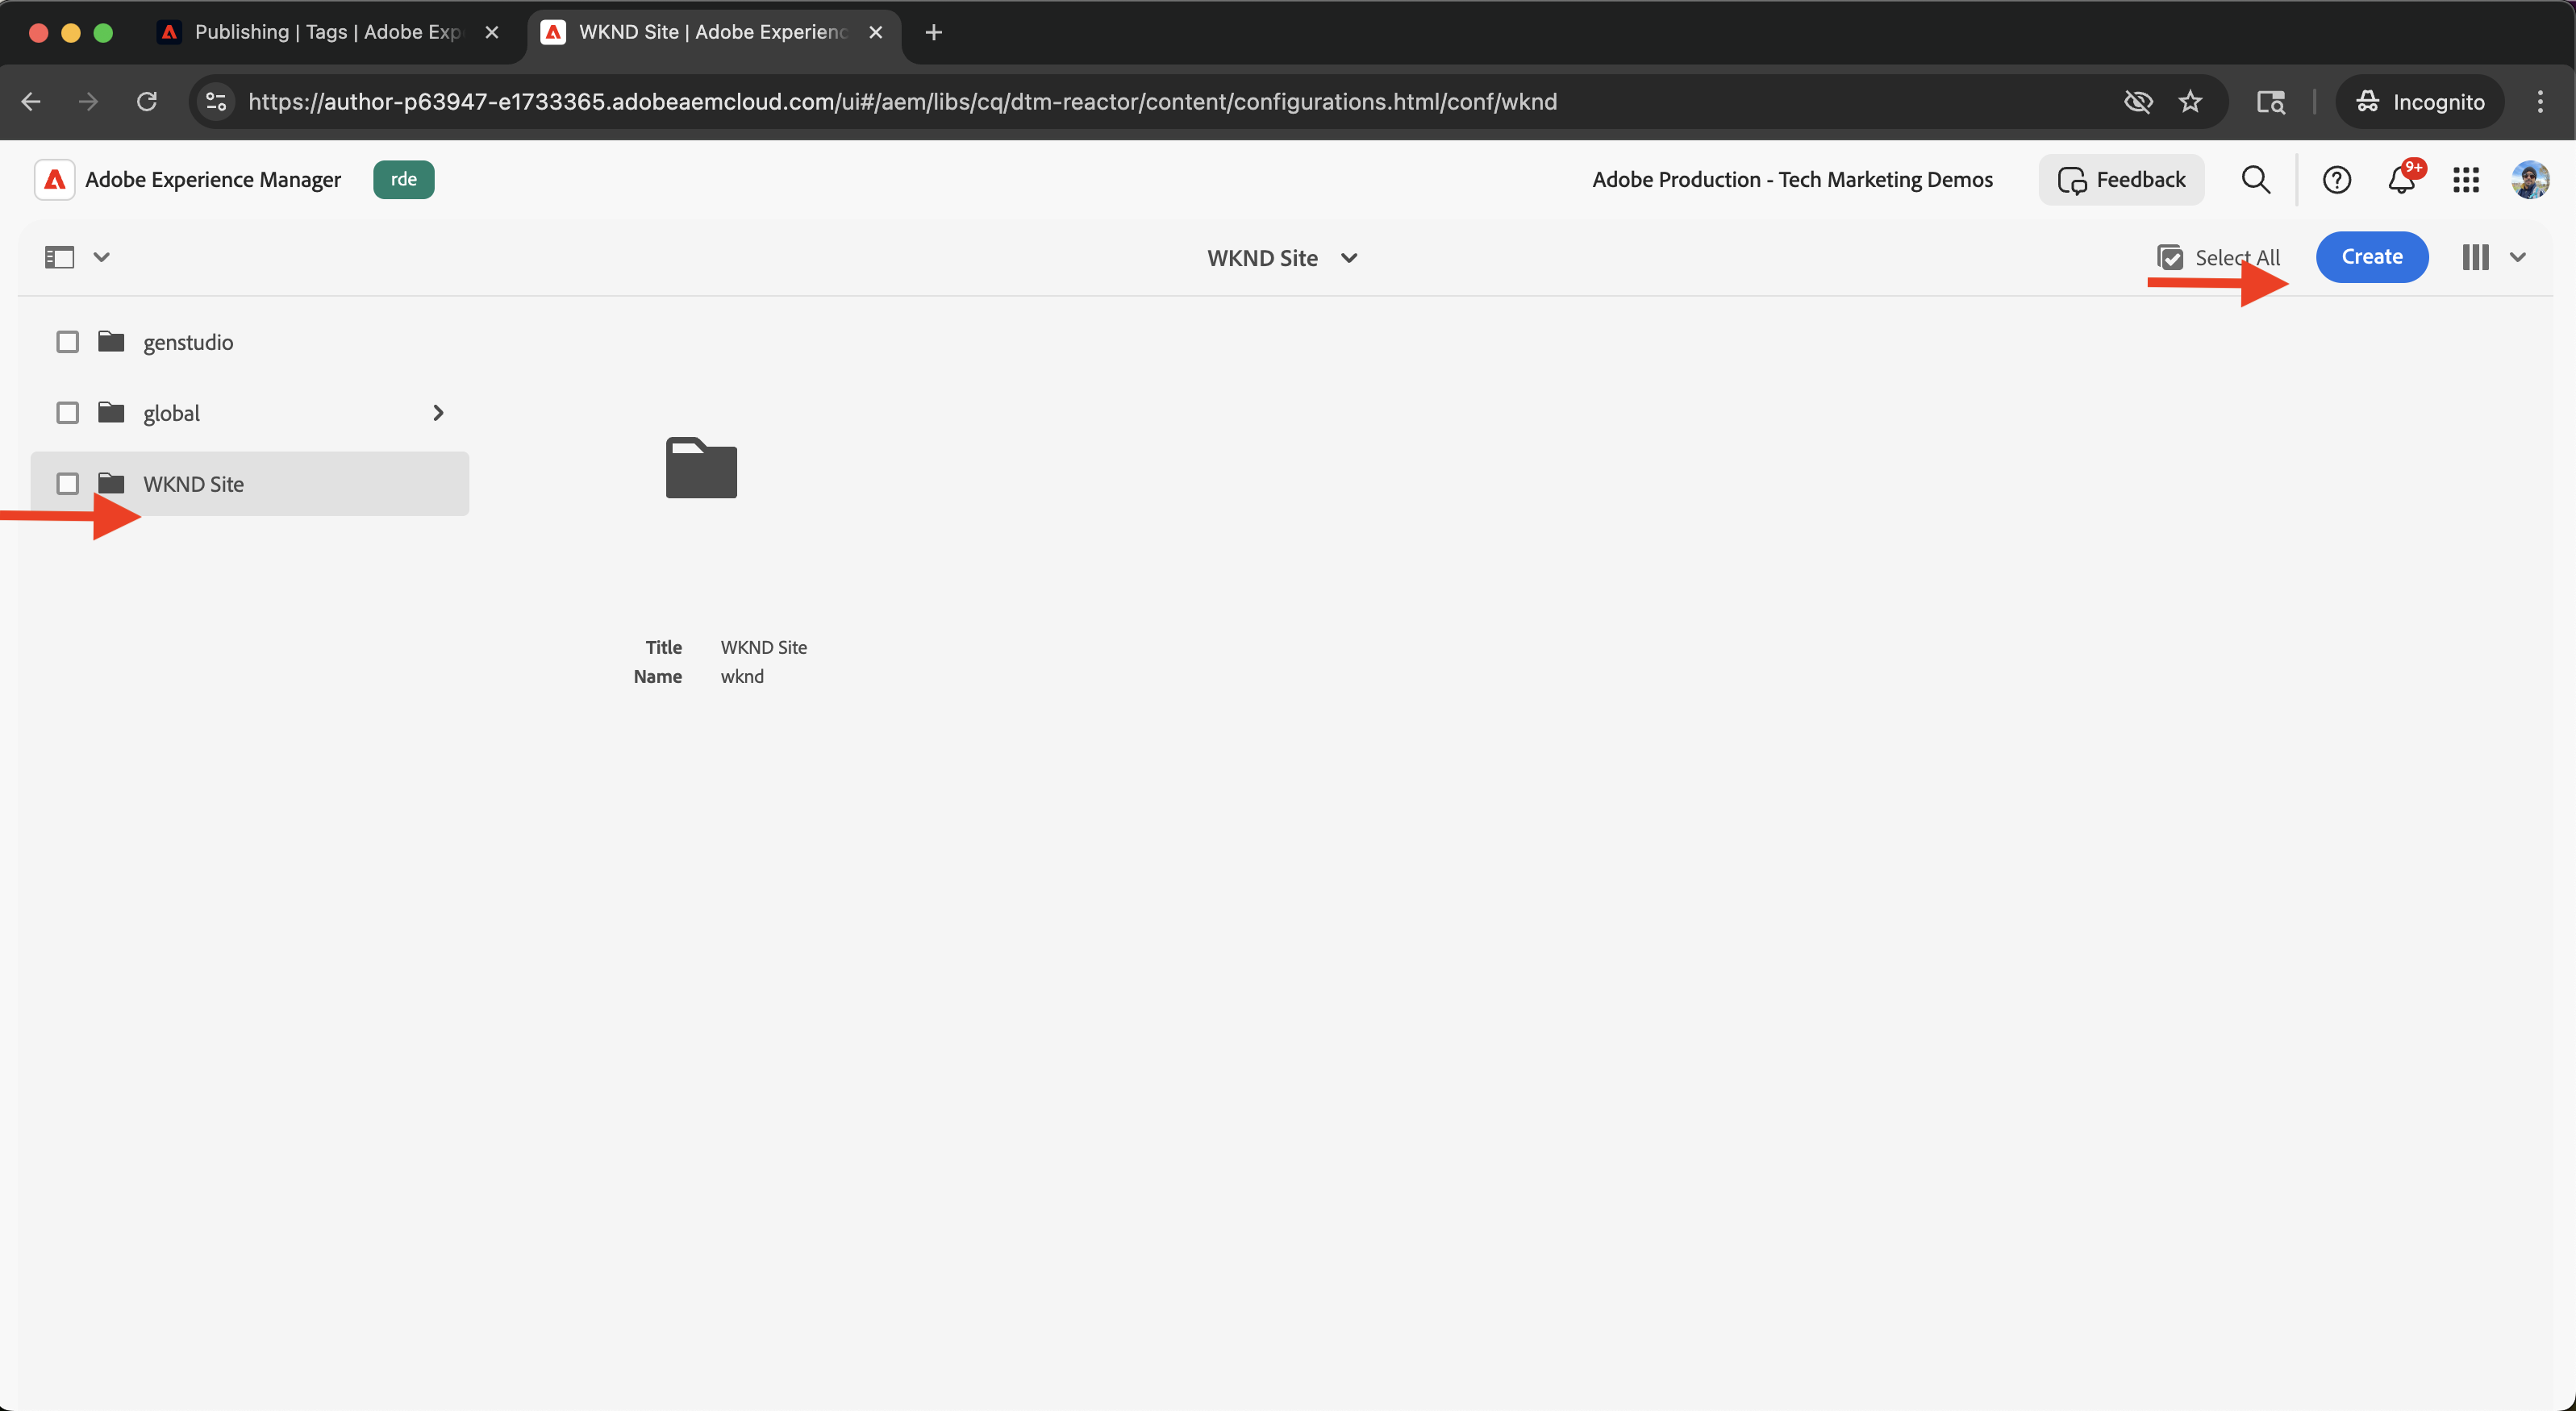 Publishing | Tags | Adobe Exp
WKND Site | Adobe Experienc
https://author-p63947-e1733365.adobeaemcloud.com/ui#/aem/libs/cq/dtm-reactor/content/configurations.html/conf/wknd
Incognito
Adobe Experience Manager
rde
Adobe Production - Tech Marketing Demos
Feedback
9+
WKND Site
Select All
Create
genstudio
global
WKND Site
Title WKND Site
Name wknd